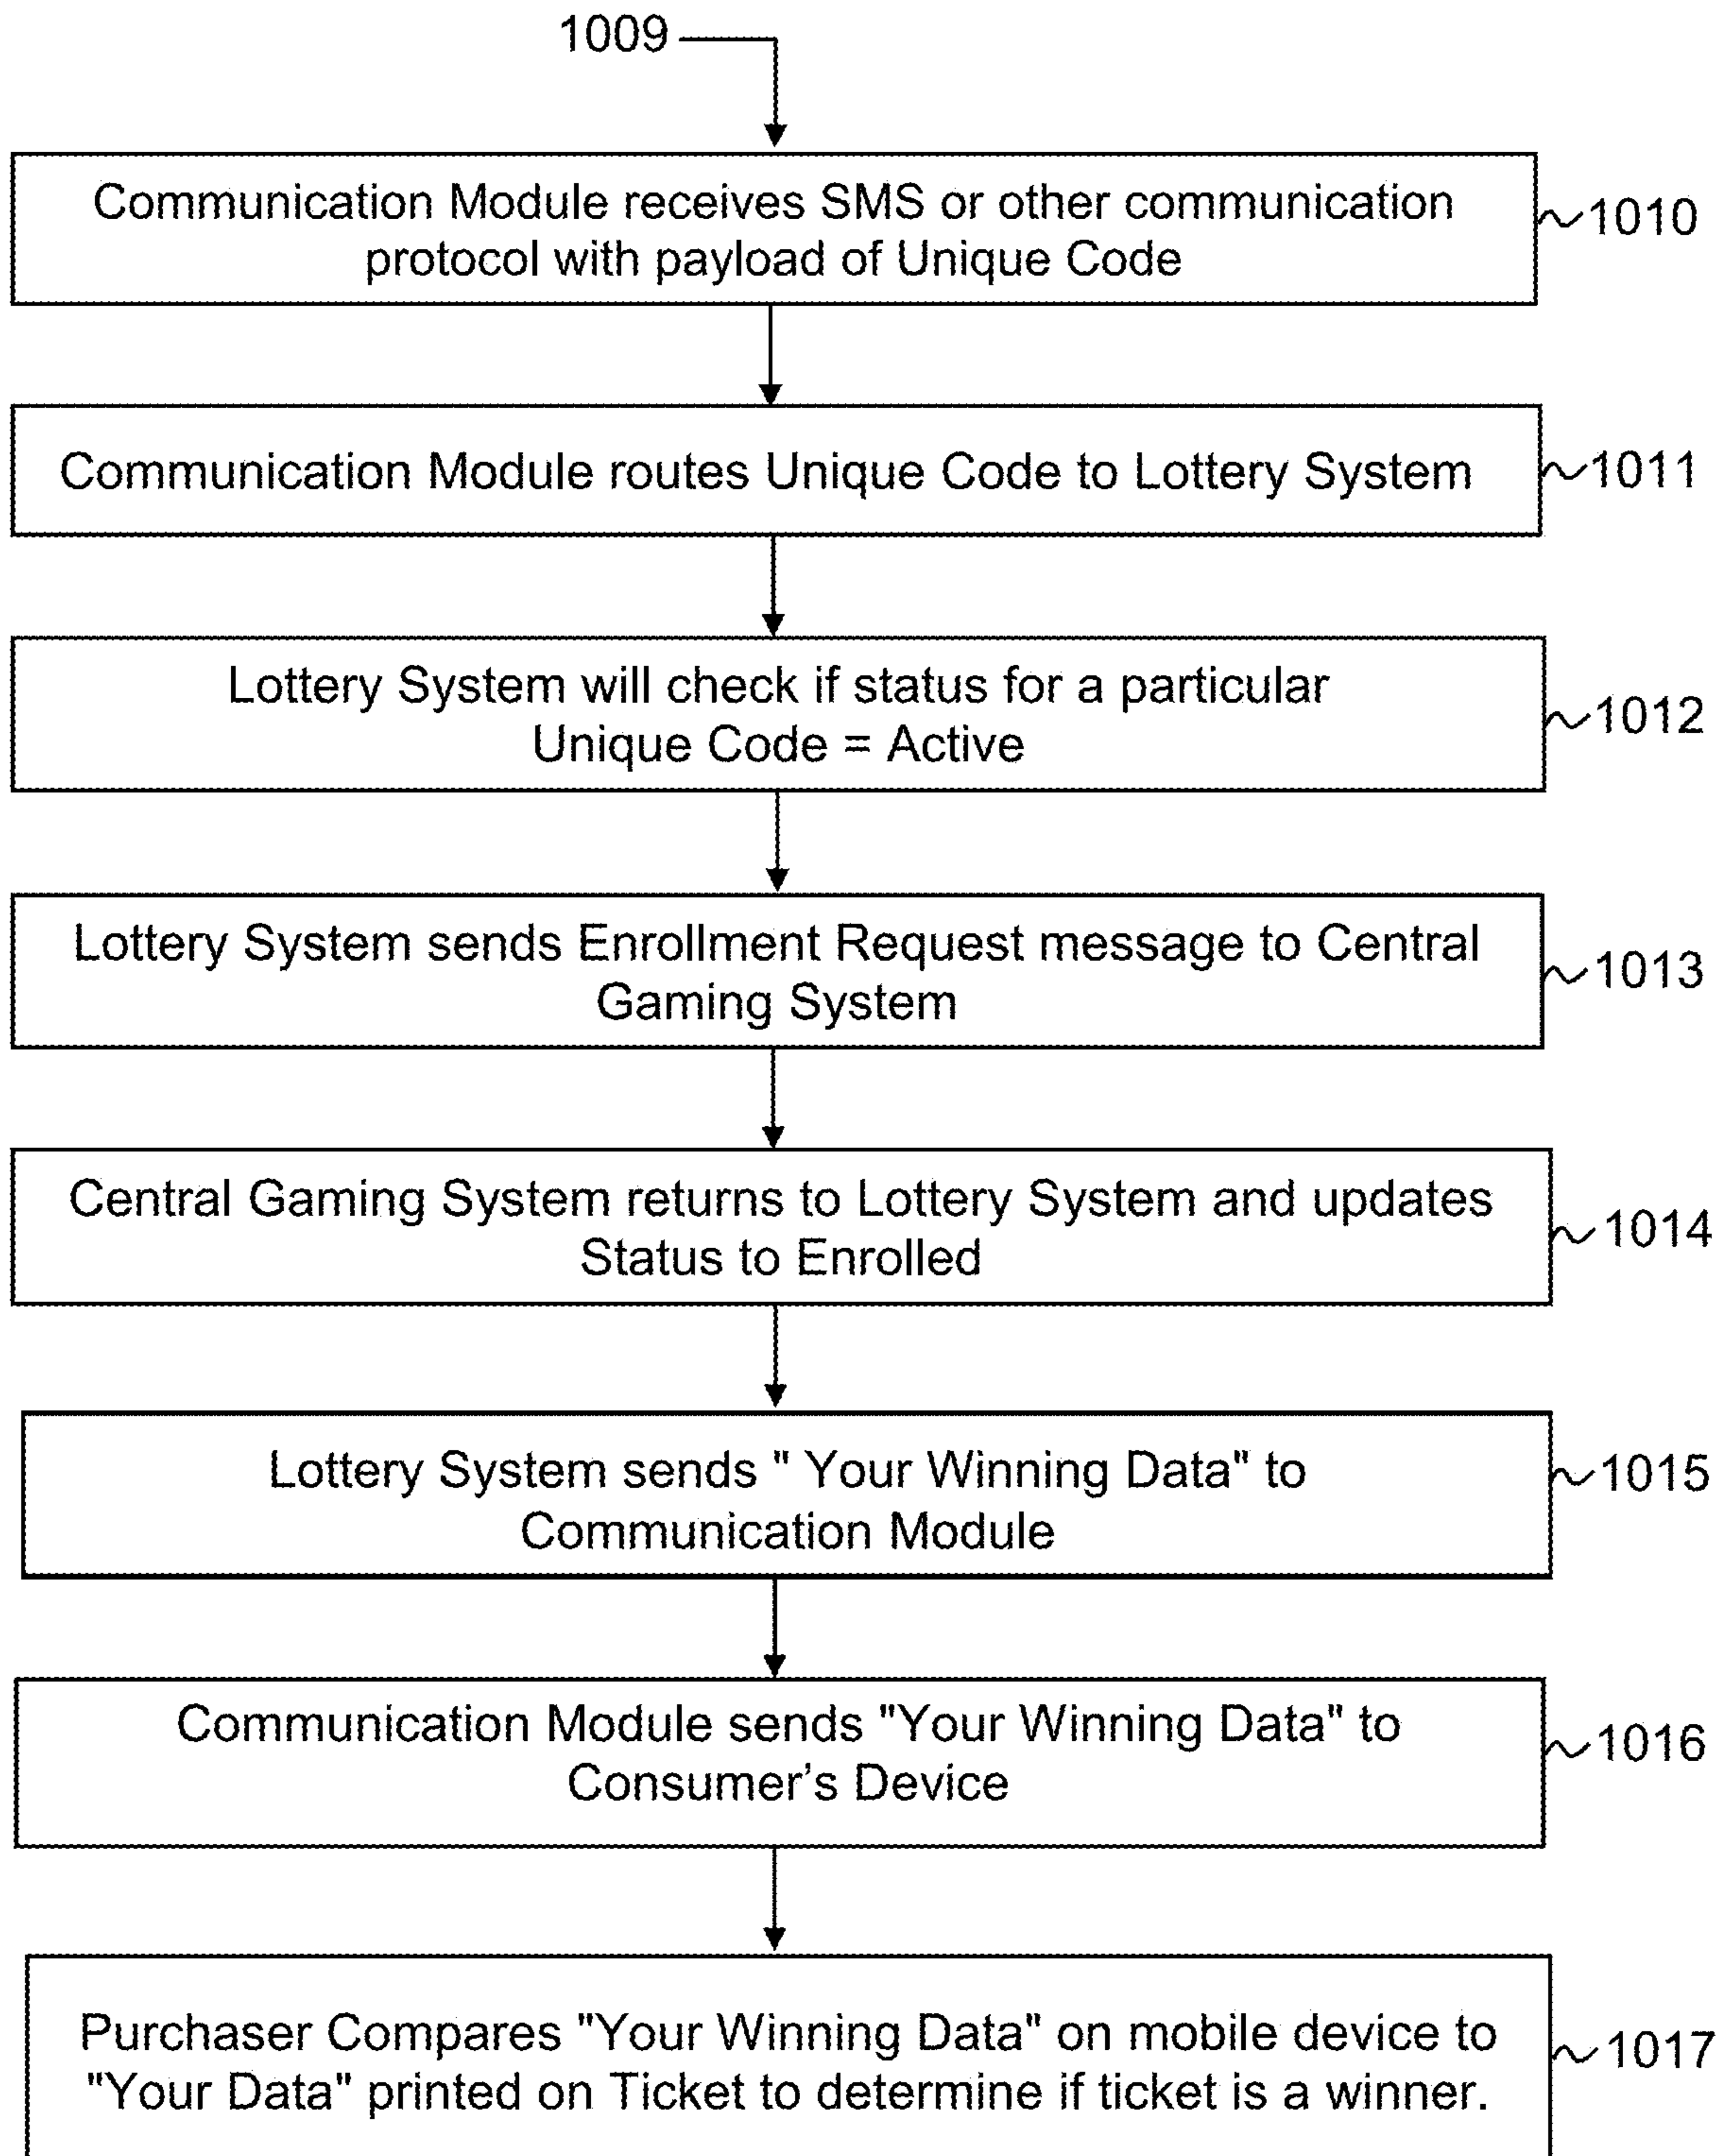 1009
Communication Module receives SMS or other communication
protocol with payload of Unique Code
1010
Communication Module routes Unique Code to Lottery System
1011
Lottery System will check if status for a particular
Unique Code = Active
1012
Lottery System sends Enrollment Request message to Central
Gaming System
1013
Central Gaming System returns to Lottery System and updates
Status to Enrolled
1014
Lottery System sends " Your Winning Data" to
Communication Module
1015
Communication Module sends "Your Winning Data" to
Consumer’s Device
1016
Purchaser Compares "Your Winning Data" on mobile device to
"Your Data" printed on Ticket to determine if ticket is a winner.
1017